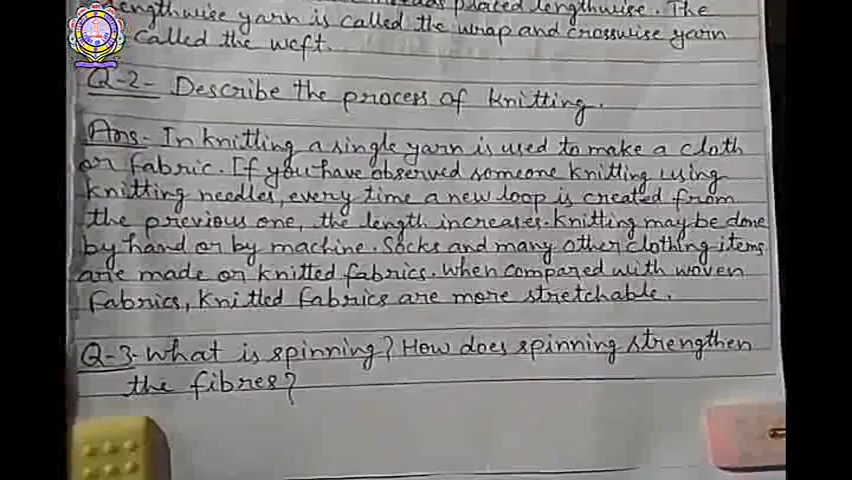 placed lengthwise. The
lengthwise yarn is called the wrap and crosswise yarn
called the weft.
Q-2- Describe the process of knitting.
Ans- In knitting a single yarn is used to make a cloth
or fabric. If you have observed someone knitting using
knitting needles, every time a new loop is created from
the previous one, the length increases. Knitting may be done
by hand or by machine. Socks and many other clothing items
are made or knitted fabrics. When compared with woven
fabrics, knitted fabrics are more stretchable.
Q-3- What is spinning? How does spinning strengthen
the fibres?